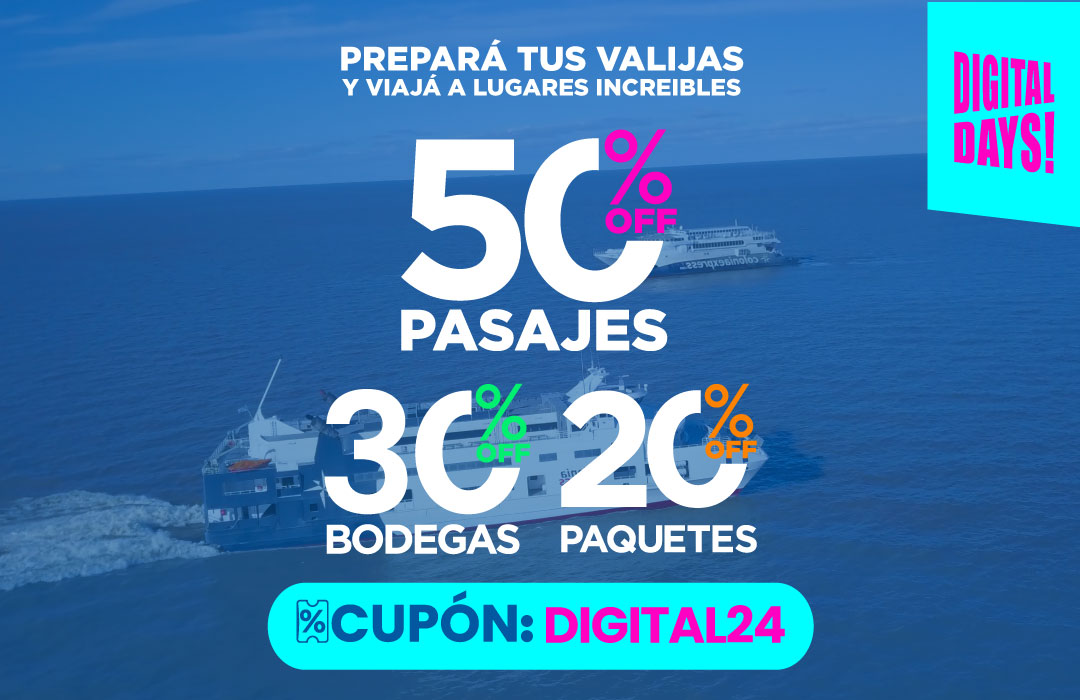 PREPARÁ TUS VALIJAS
Y VIAJÁ A LUGARES INCREIBLES
DIGITAL
DAYS!
50% OFF
PASAJES
coloniaexpress
30% OFF
BODEGAS
20% OFF
PAQUETES
% CUPÓN: DIGITAL24